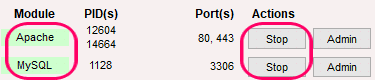 Module PID(s) Port(s) Actions
Apache 12604 14664 80, 443 Stop Admin
MySQL 1128 3306 Stop Admin